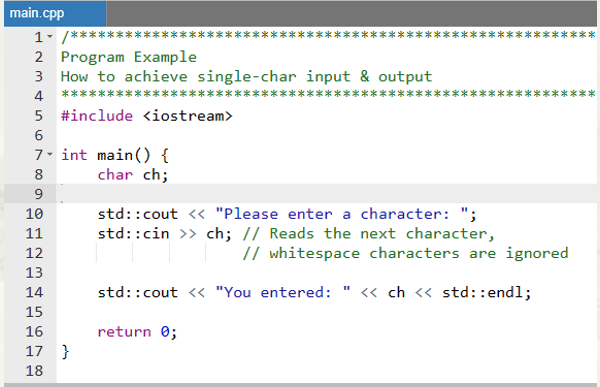 main.cpp
1 /************************************************************
2 Program Example
3 How to achieve single-char input & output
4 *************************************************************
5 #include <iostream>
6
7 int main() {
8     char ch;
9
10     std::cout << "Please enter a character: ";
11     std::cin >> ch; // Reads the next character,
12                     // whitespace characters are ignored
13
14     std::cout << "You entered: " << ch << std::endl;
15
16     return 0;
17 }
18